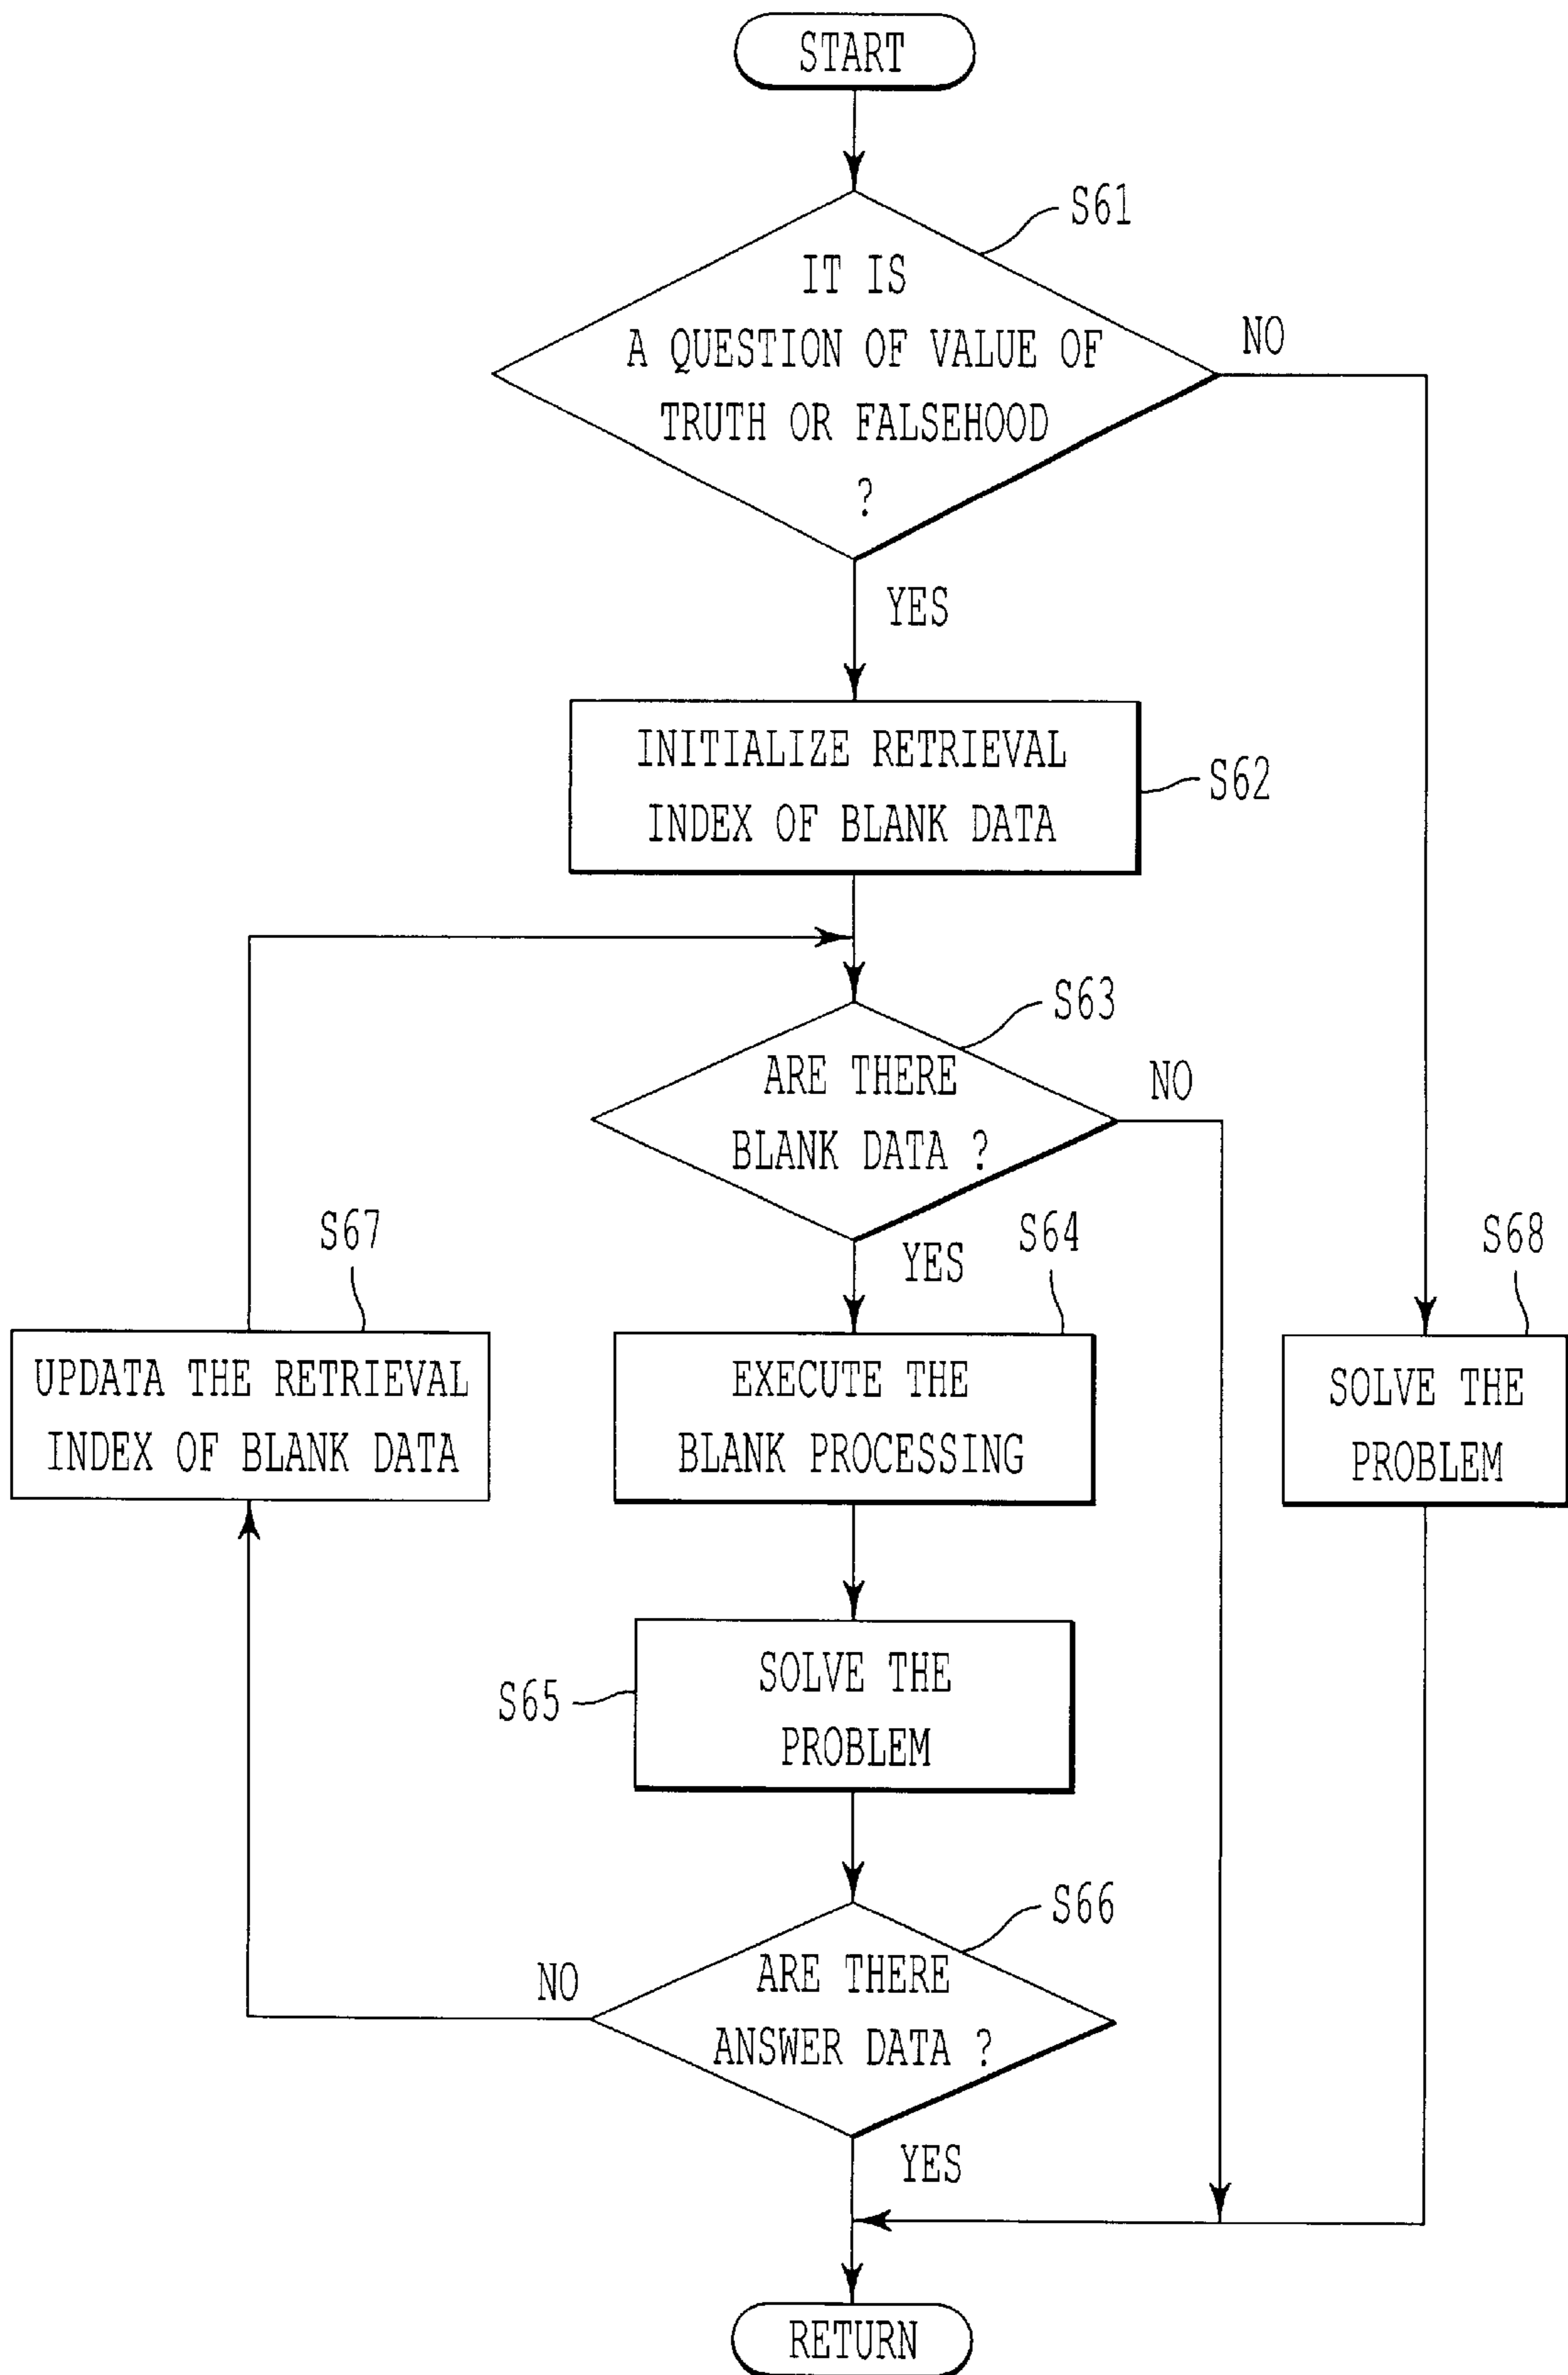 START
S61
IT IS
A QUESTION OF VALUE OF
TRUTH OR FALSEHOOD
?
NO
YES
INITIALIZE RETRIEVAL
INDEX OF BLANK DATA
S62
S63
ARE THERE
BLANK DATA ?
NO
YES
S67
UPDATA THE RETRIEVAL
INDEX OF BLANK DATA
S64
EXECUTE THE
BLANK PROCESSING
S68
SOLVE THE
PROBLEM
S65
SOLVE THE
PROBLEM
S66
ARE THERE
ANSWER DATA ?
NO
YES
RETURN